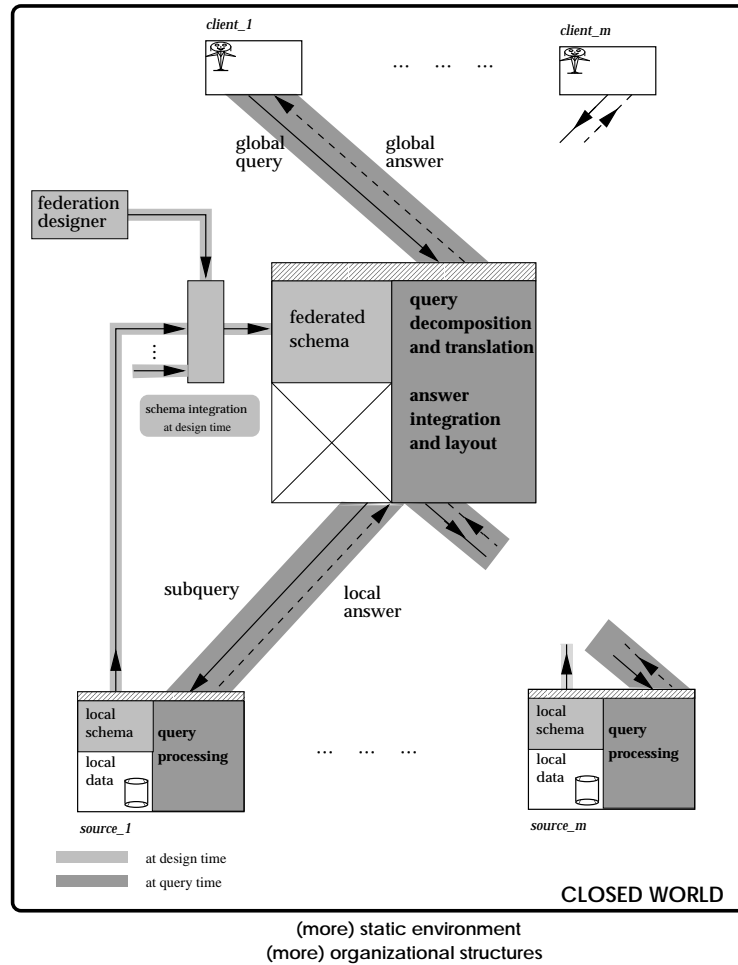 client_1
client_m
... ... ...
global
query
global
answer
federation
designer
federated
schema
query
decomposition
and translation
answer
integration
and layout
...
schema integration
at design time
subquery
local
answer
local
schema
local
data
query
processing
source_1
... ... ...
local
schema
local
data
query
processing
source_m
at design time
at query time
CLOSED WORLD
(more) static environment
(more) organizational structures